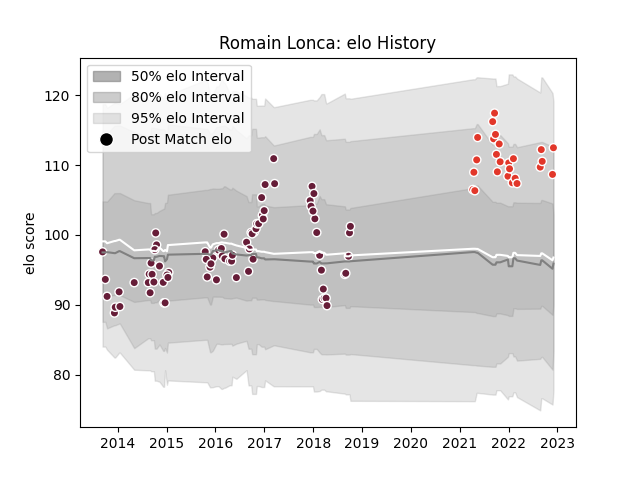 Romain Lonca: elo History
50% elo Interval
80% elo Interval
95% elo Interval
Post Match elo
elo score
120
110
100
90
80
2014 2015 2016 2017 2018 2019 2020 2021 2022 2023